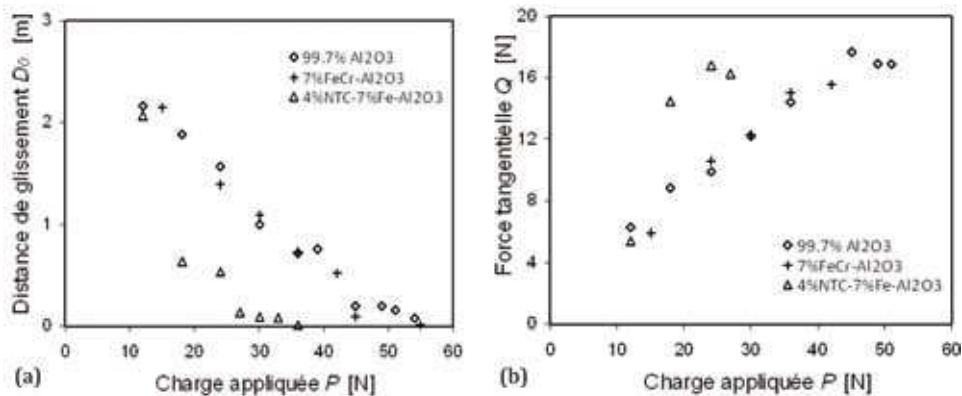 Distance de glissement D0 [m]
3
2
1
0
99.7% Al2O3
7%FeCr-Al2O3
4%NTC-7%Fe-Al2O3
0 10 20 30 40 50 60
(a)
Charge appliquée P [N]
Force tangentielle Q [N]
20
16
12
8
4
0
99.7% Al2O3
7%FeCr-Al2O3
4%NTC-7%Fe-Al2O3
0 10 20 30 40 50 60
(b)
Charge appliquée P [N]